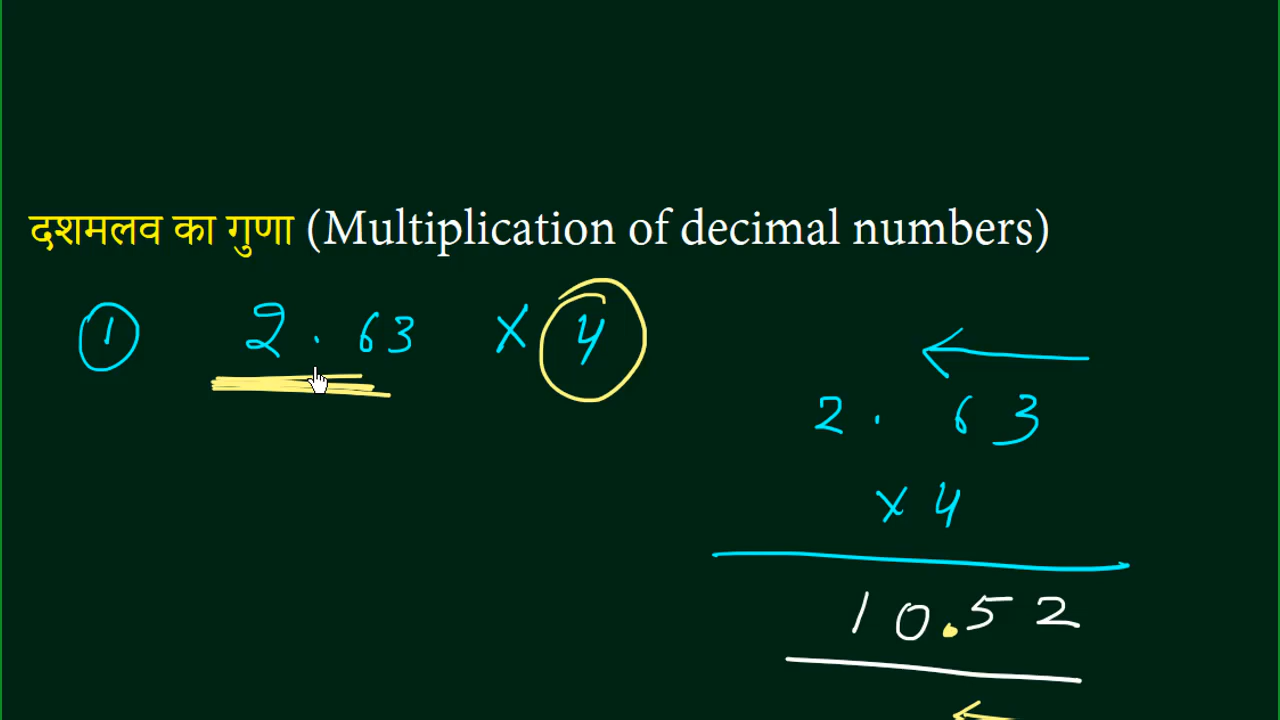 दशमलव का गुणा (Multiplication of decimal numbers)
1 2.63 × 4
2.63
× 4
10.52